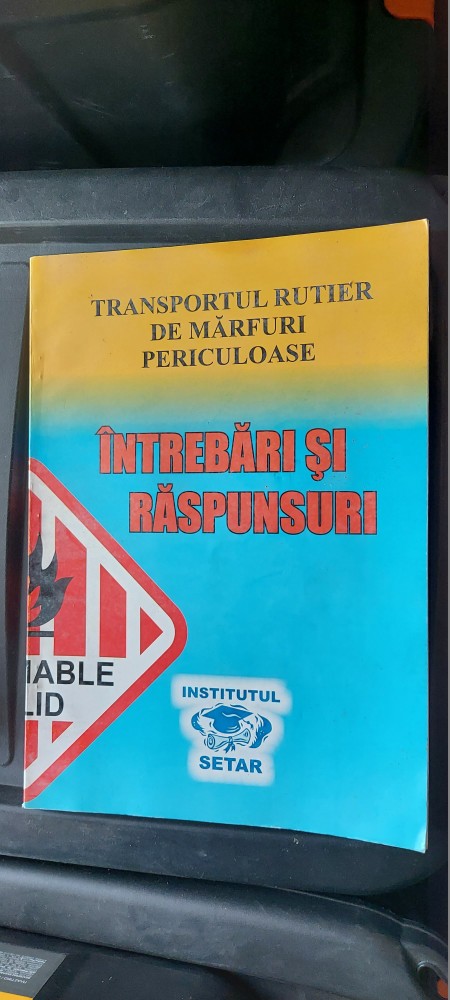 TRANSPORTUL RUTIER
DE MĂRFURI
PERICULOASE
ÎNTREBĂRI ŞI
RĂSPUNSURI
MABLE
LID
INSTITUTUL
SETAR